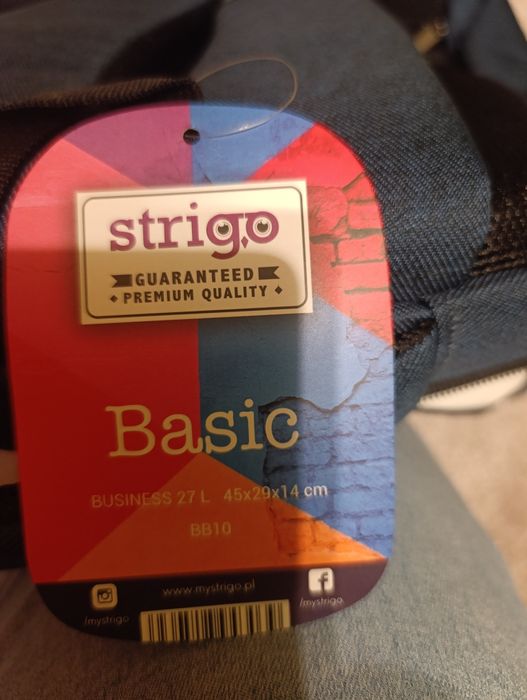 strigo
GUARANTEED
PREMIUM QUALITY
Basic
BUSINESS 27 L 45x29x14 cm
BB10
www.mystrigo.pl
/mystrigo
/mystrigo